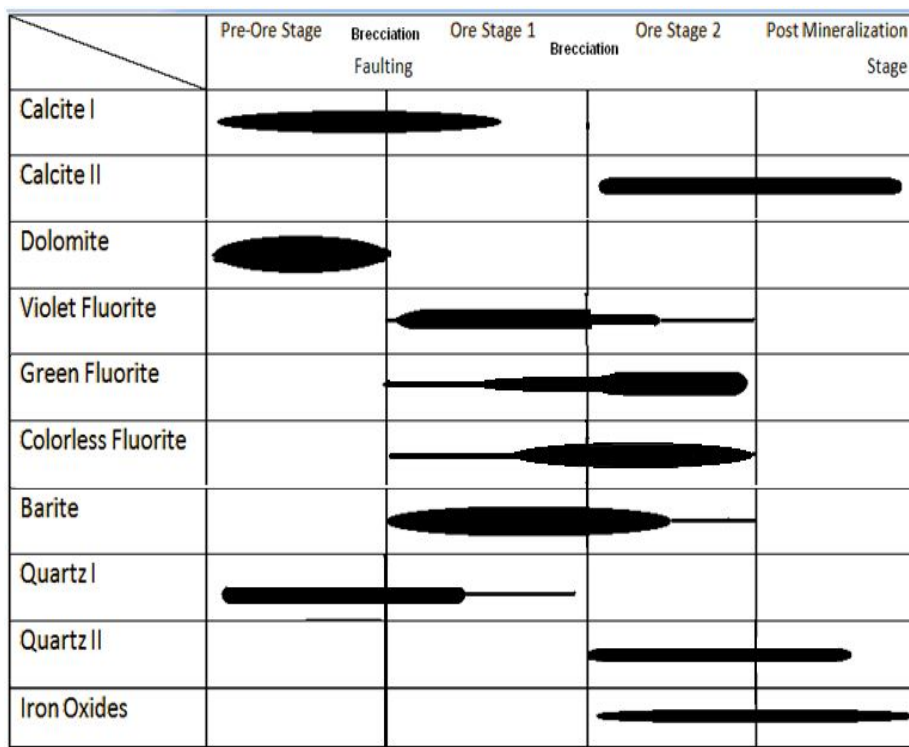 Pre-Ore Stage Brecciation Ore Stage 1 Brecciation Ore Stage 2 Post Mineralization
Faulting Stage
Calcite I
Calcite II
Dolomite
Violet Fluorite
Green Fluorite
Colorless Fluorite
Barite
Quartz I
Quartz II
Iron Oxides